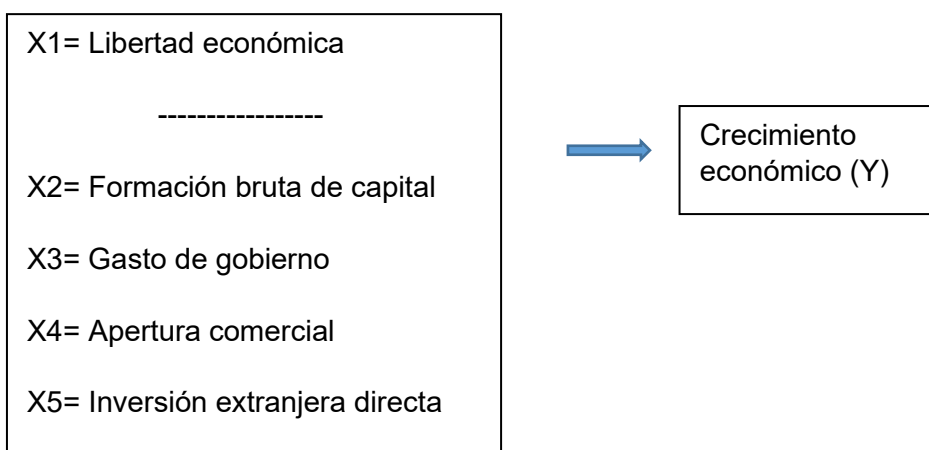 X1= Libertad económica
-----------------
X2= Formación bruta de capital
X3= Gasto de gobierno
X4= Apertura comercial
X5= Inversión extranjera directa
Crecimiento
económico (Y)